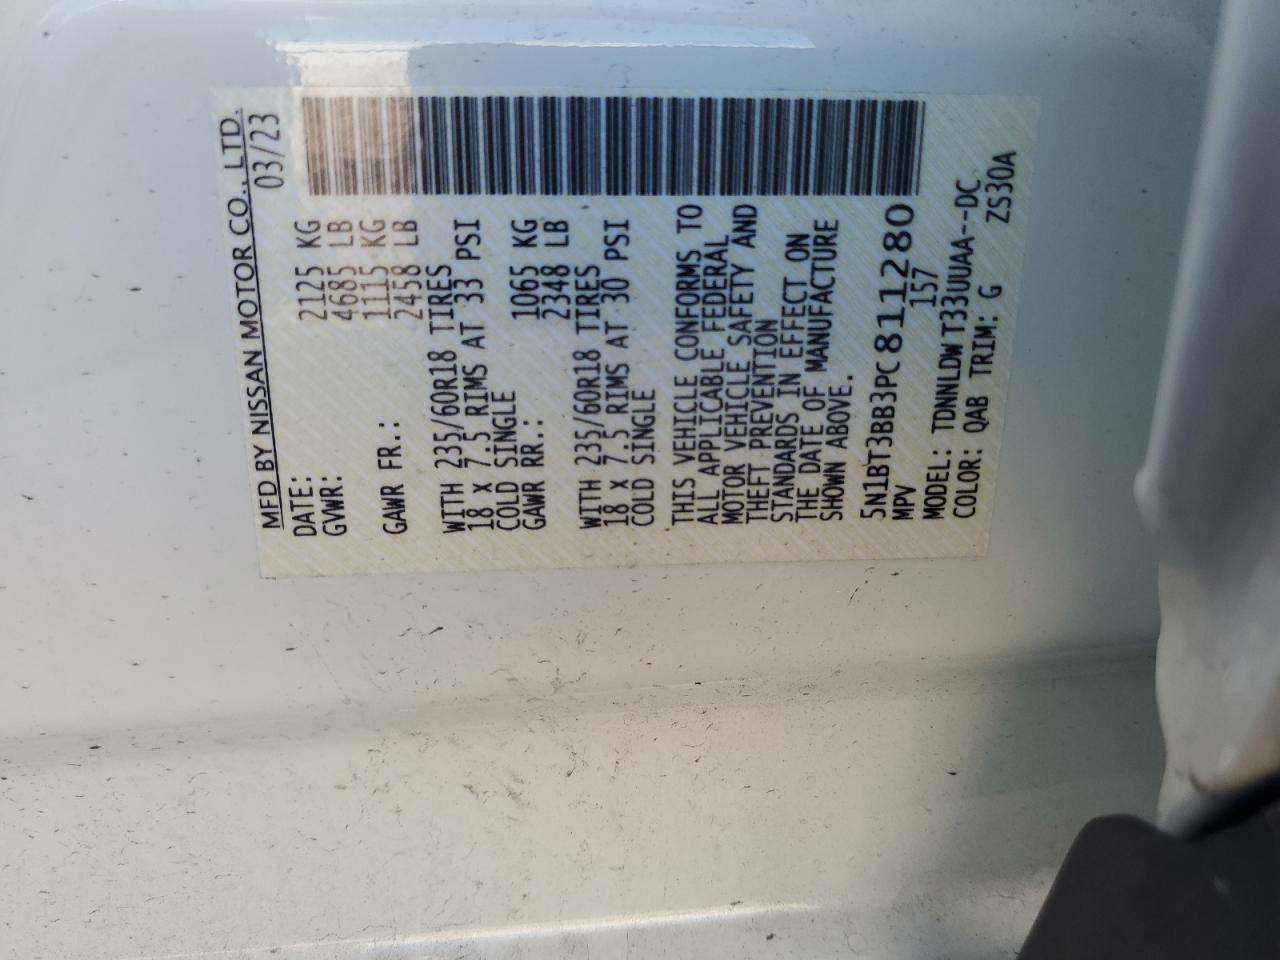 MFD BY NISSAN MOTOR CO., LTD.
DATE: 03/23
GVWR: 2125 KG
4685 LB
1115 KG
GAWR FR.: 2458 LB
WITH 235/60R18 TIRES
18 x 7.5 RIMS AT 33 PSI
COLD SINGLE
GAWR RR.: 1065 KG
2348 LB
WITH 235/60R18 TIRES
18 x 7.5 RIMS AT 30 PSI
COLD SINGLE
THIS VEHICLE CONFORMS TO
ALL APPLICABLE FEDERAL
MOTOR VEHICLE SAFETY AND
THEFT PREVENTION
STANDARDS IN EFFECT ON
THE DATE OF MANUFACTURE
SHOWN ABOVE.
5N1BT3BB3PC811280
MPV 157
MODEL: TDNNLDW T33UUAA--DC
COLOR: QAB TRIM: G ZS30A